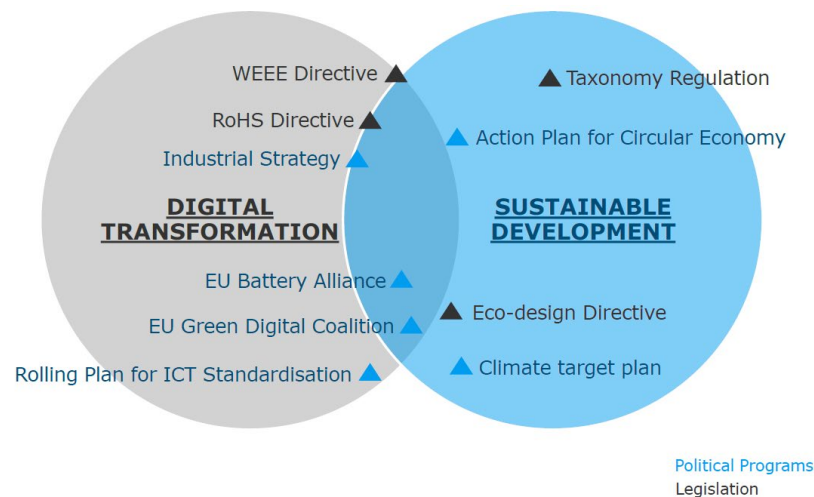 WEEE Directive
Taxonomy Regulation
RoHS Directive
Action Plan for Circular Economy
Industrial Strategy
DIGITAL
TRANSFORMATION
SUSTAINABLE
DEVELOPMENT
EU Battery Alliance
Eco-design Directive
EU Green Digital Coalition
Climate target plan
Rolling Plan for ICT Standardisation
Political Programs
Legislation